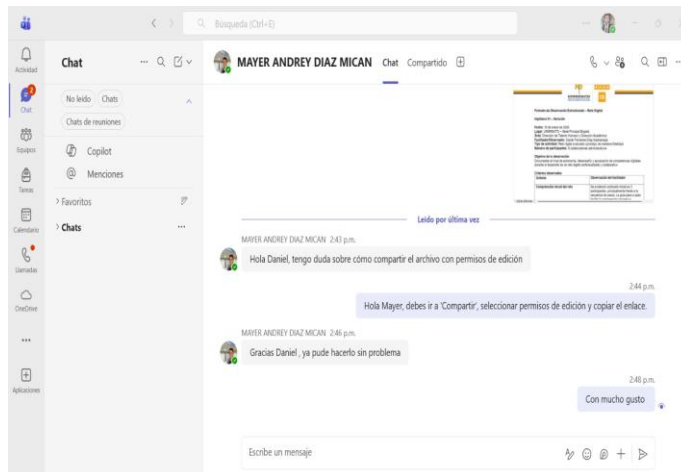 Búsqueda (Ctrl+E)
Actividad
Chat
2
Equipos
Tareas
Calendario
Llamadas
OneDrive
Aplicaciones
Chat
No leído
Chats
Chats de reuniones
Copilot
Menciones
Favoritos
Chats
MAYER ANDREY DIAZ MICAN
Chat
Compartido
Leído por última vez
MAYER ANDREY DIAZ MICAN 2:43 p.m.
Hola Daniel, tengo duda sobre cómo compartir el archivo con permisos de edición
2:44 p.m.
Hola Mayer, debes ir a 'Compartir', seleccionar permisos de edición y copiar el enlace.
MAYER ANDREY DIAZ MICAN 2:46 p.m.
Gracias Daniel , ya pude hacerlo sin problema
2:48 p.m.
Con mucho gusto
Escribe un mensaje